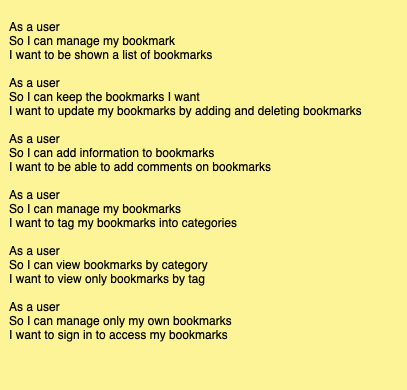 As a user
So I can manage my bookmark
I want to be shown a list of bookmarks
As a user
So I can keep the bookmarks I want
I want to update my bookmarks by adding and deleting bookmarks
As a user
So I can add information to bookmarks
I want to be able to add comments on bookmarks
As a user
So I can manage my bookmarks
I want to tag my bookmarks into categories
As a user
So I can view bookmarks by category
I want to view only bookmarks by tag
As a user
So I can manage only my own bookmarks
I want to sign in to access my bookmarks